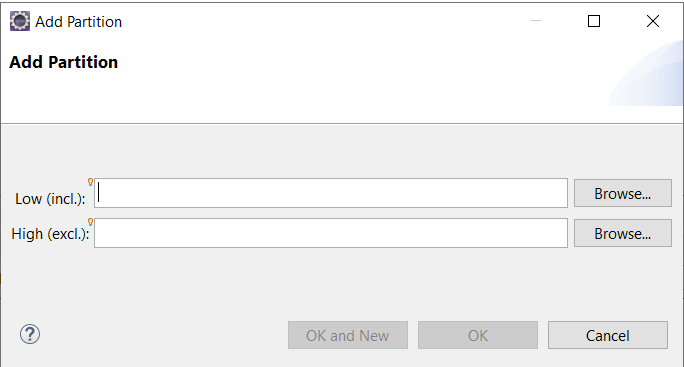 Add Partition
Add Partition
Low (incl.): Browse...
High (excl.): Browse...
? OK and New OK Cancel